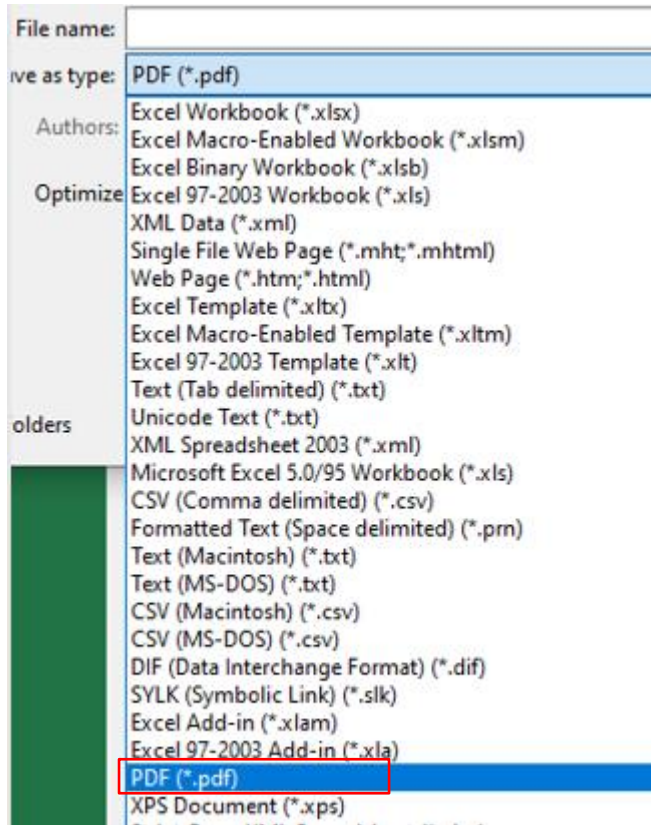 File name:
ve as type: PDF (*.pdf)
Authors:
Excel Workbook (*.xlsx)
Excel Macro-Enabled Workbook (*.xlsm)
Excel Binary Workbook (*.xlsb)
Optimize Excel 97-2003 Workbook (*.xls)
XML Data (*.xml)
Single File Web Page (*.mht;*.mhtml)
Web Page (*.htm;*.html)
Excel Template (*.xltx)
Excel Macro-Enabled Template (*.xltm)
Excel 97-2003 Template (*.xlt)
Text (Tab delimited) (*.txt)
olders Unicode Text (*.txt)
XML Spreadsheet 2003 (*.xml)
Microsoft Excel 5.0/95 Workbook (*.xls)
CSV (Comma delimited) (*.csv)
Formatted Text (Space delimited) (*.prn)
Text (Macintosh) (*.txt)
Text (MS-DOS) (*.txt)
CSV (Macintosh) (*.csv)
CSV (MS-DOS) (*.csv)
DIF (Data Interchange Format) (*.dif)
SYLK (Symbolic Link) (*.slk)
Excel Add-in (*.xlam)
Excel 97-2003 Add-in (*.xla)
PDF (*.pdf)
XPS Document (*.xps)